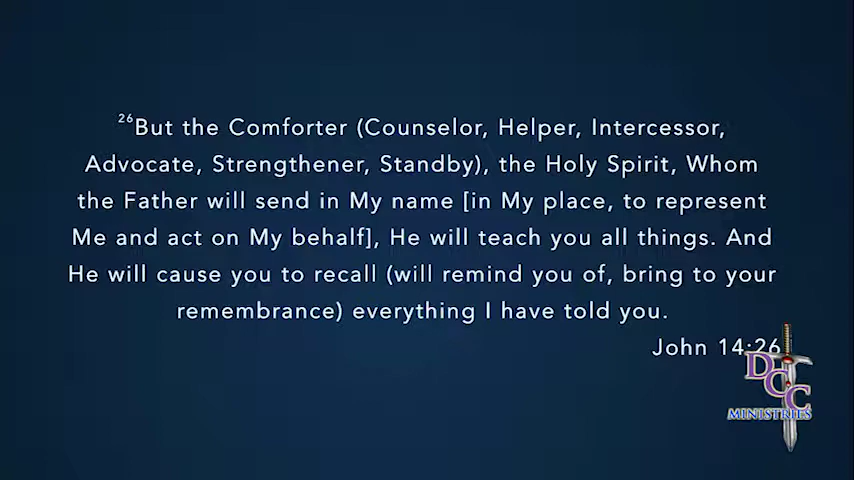 26But the Comforter (Counselor, Helper, Intercessor,
Advocate, Strengthener, Standby), the Holy Spirit, Whom
the Father will send in My name [in My place, to represent
Me and act on My behalf], He will teach you all things. And
He will cause you to recall (will remind you of, bring to your
remembrance) everything I have told you.
John 14:26
DCC
MINISTRIES